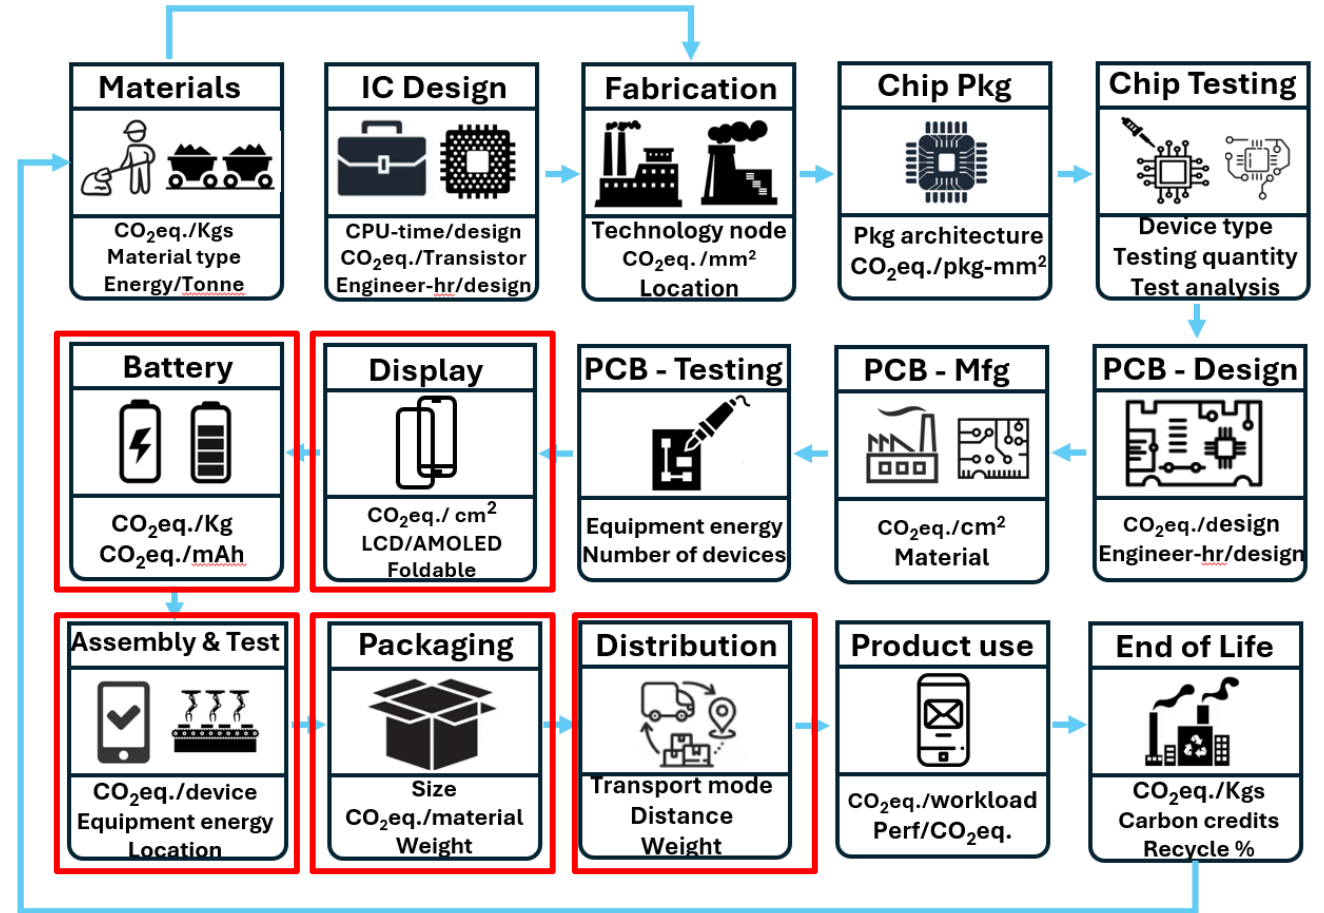 Materials
CO₂eq./Kgs
Material type
Energy/Tonne
IC Design
CPU-time/design
CO₂eq./Transistor
Engineer-hr/design
Fabrication
Technology node
CO₂eq./mm²
Location
Chip Pkg
Pkg architecture
CO₂eq./pkg-mm²
Chip Testing
Device type
Testing quantity
Test analysis
Battery
CO₂eq./Kg
CO₂eq./mAh
Display
CO₂eq./ cm²
LCD/AMOLED
Foldable
PCB - Testing
Equipment energy
Number of devices
PCB - Mfg
CO₂eq./cm²
Material
PCB - Design
CO₂eq./design
Engineer-hr/design
Assembly & Test
CO₂eq./device
Equipment energy
Location
Packaging
Size
CO₂eq./material
Weight
Distribution
Transport mode
Distance
Weight
Product use
CO₂eq./workload
Perf/CO₂eq.
End of Life
CO₂eq./Kgs
Carbon credits
Recycle %